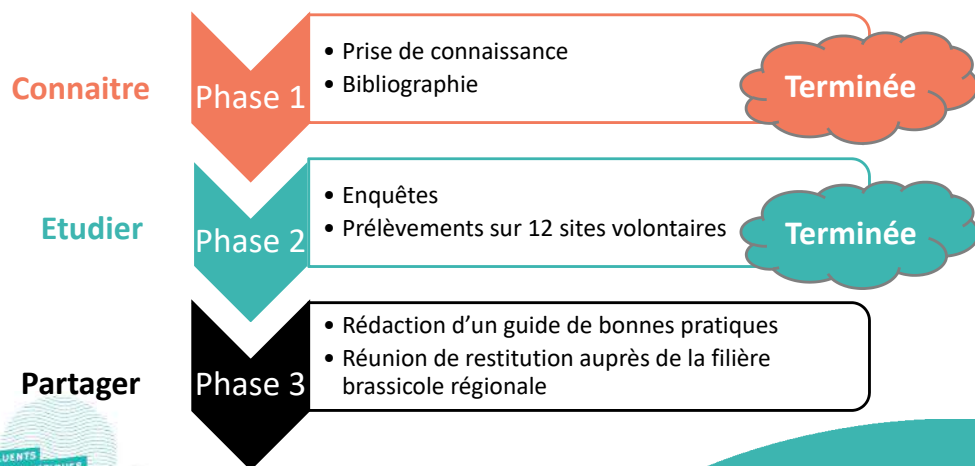 Connaitre
Phase 1
• Prise de connaissance
• Bibliographie
Terminée
Etudier
Phase 2
• Enquêtes
• Prélèvements sur 12 sites volontaires
Terminée
Partager
Phase 3
• Rédaction d'un guide de bonnes pratiques
• Réunion de restitution auprès de la filière
brassicole régionale